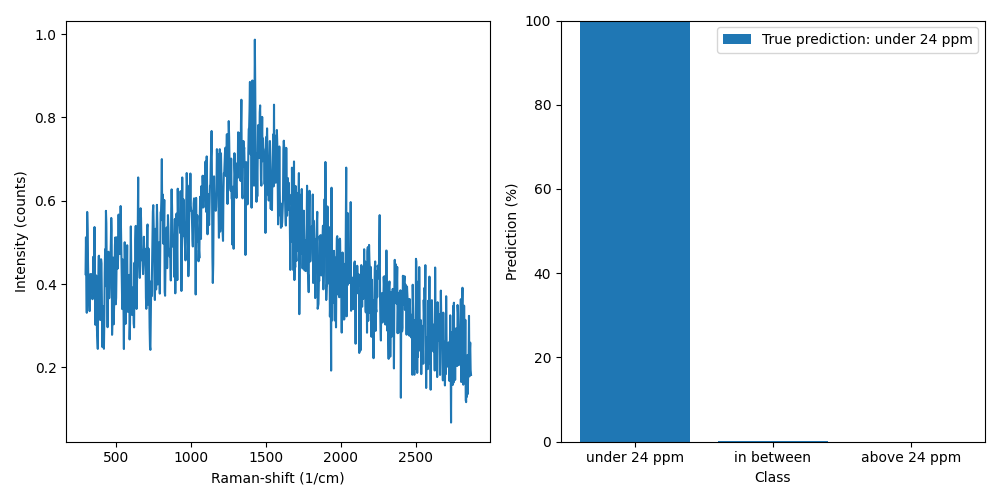 1.0
0.8
0.6
0.4
0.2
500
1000
1500
2000
2500
Intensity (counts)
Raman-shift (1/cm)
100
80
60
40
20
0
Prediction (%)
True prediction: under 24 ppm
under 24 ppm
in between
above 24 ppm
Class